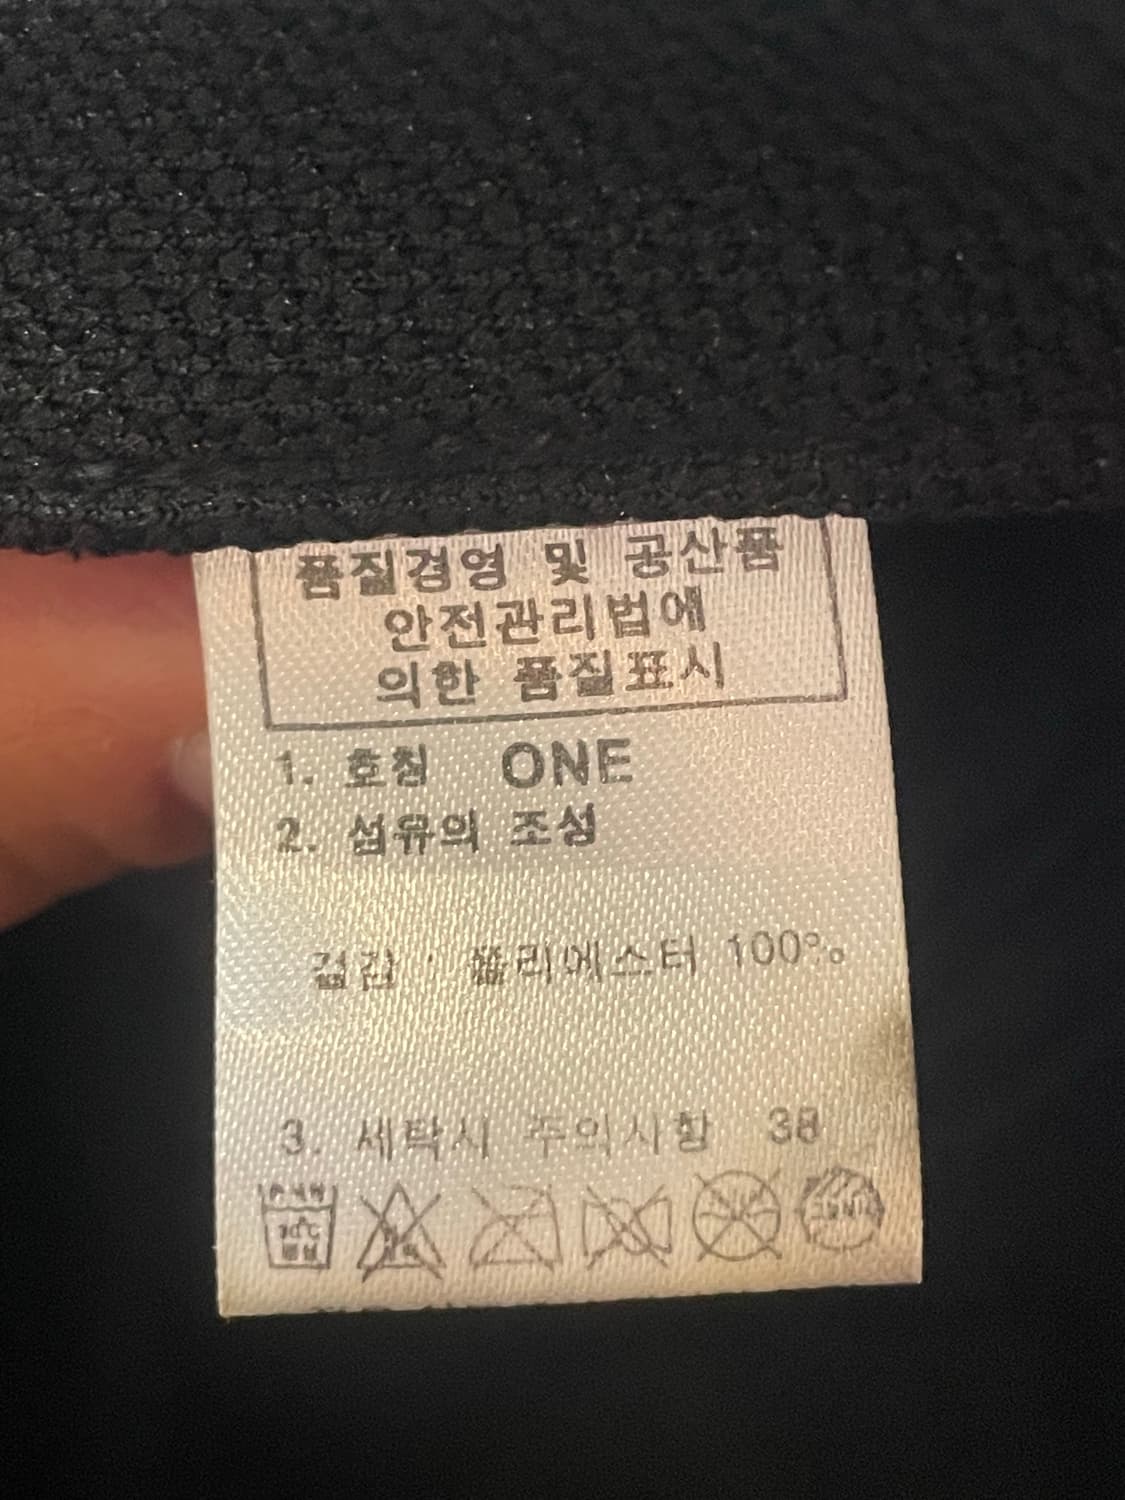 품질경영 및 공산품
안전관리법에
의한 품질표시
1. 호칭 ONE
2. 섬유의 조성
겉감 : 폴리에스터 100%
3. 세탁시 주의사항 38